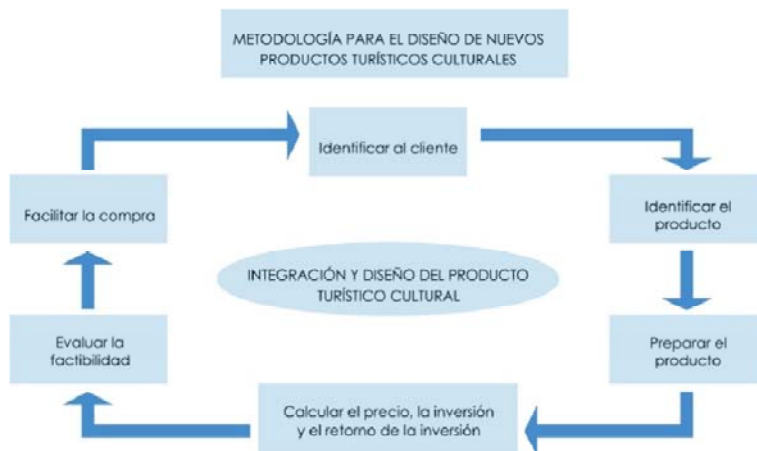 METODOLOGÍA PARA EL DISEÑO DE NUEVOS
PRODUCTOS TURÍSTICOS CULTURALES
Identificar al cliente
Identificar el
producto
Preparar el
producto
Calcular el precio, la inversión
y el retorno de la inversión
Evaluar la
factibilidad
Facilitar la compra
INTEGRACIÓN Y DISEÑO DEL PRODUCTO
TURÍSTICO CULTURAL